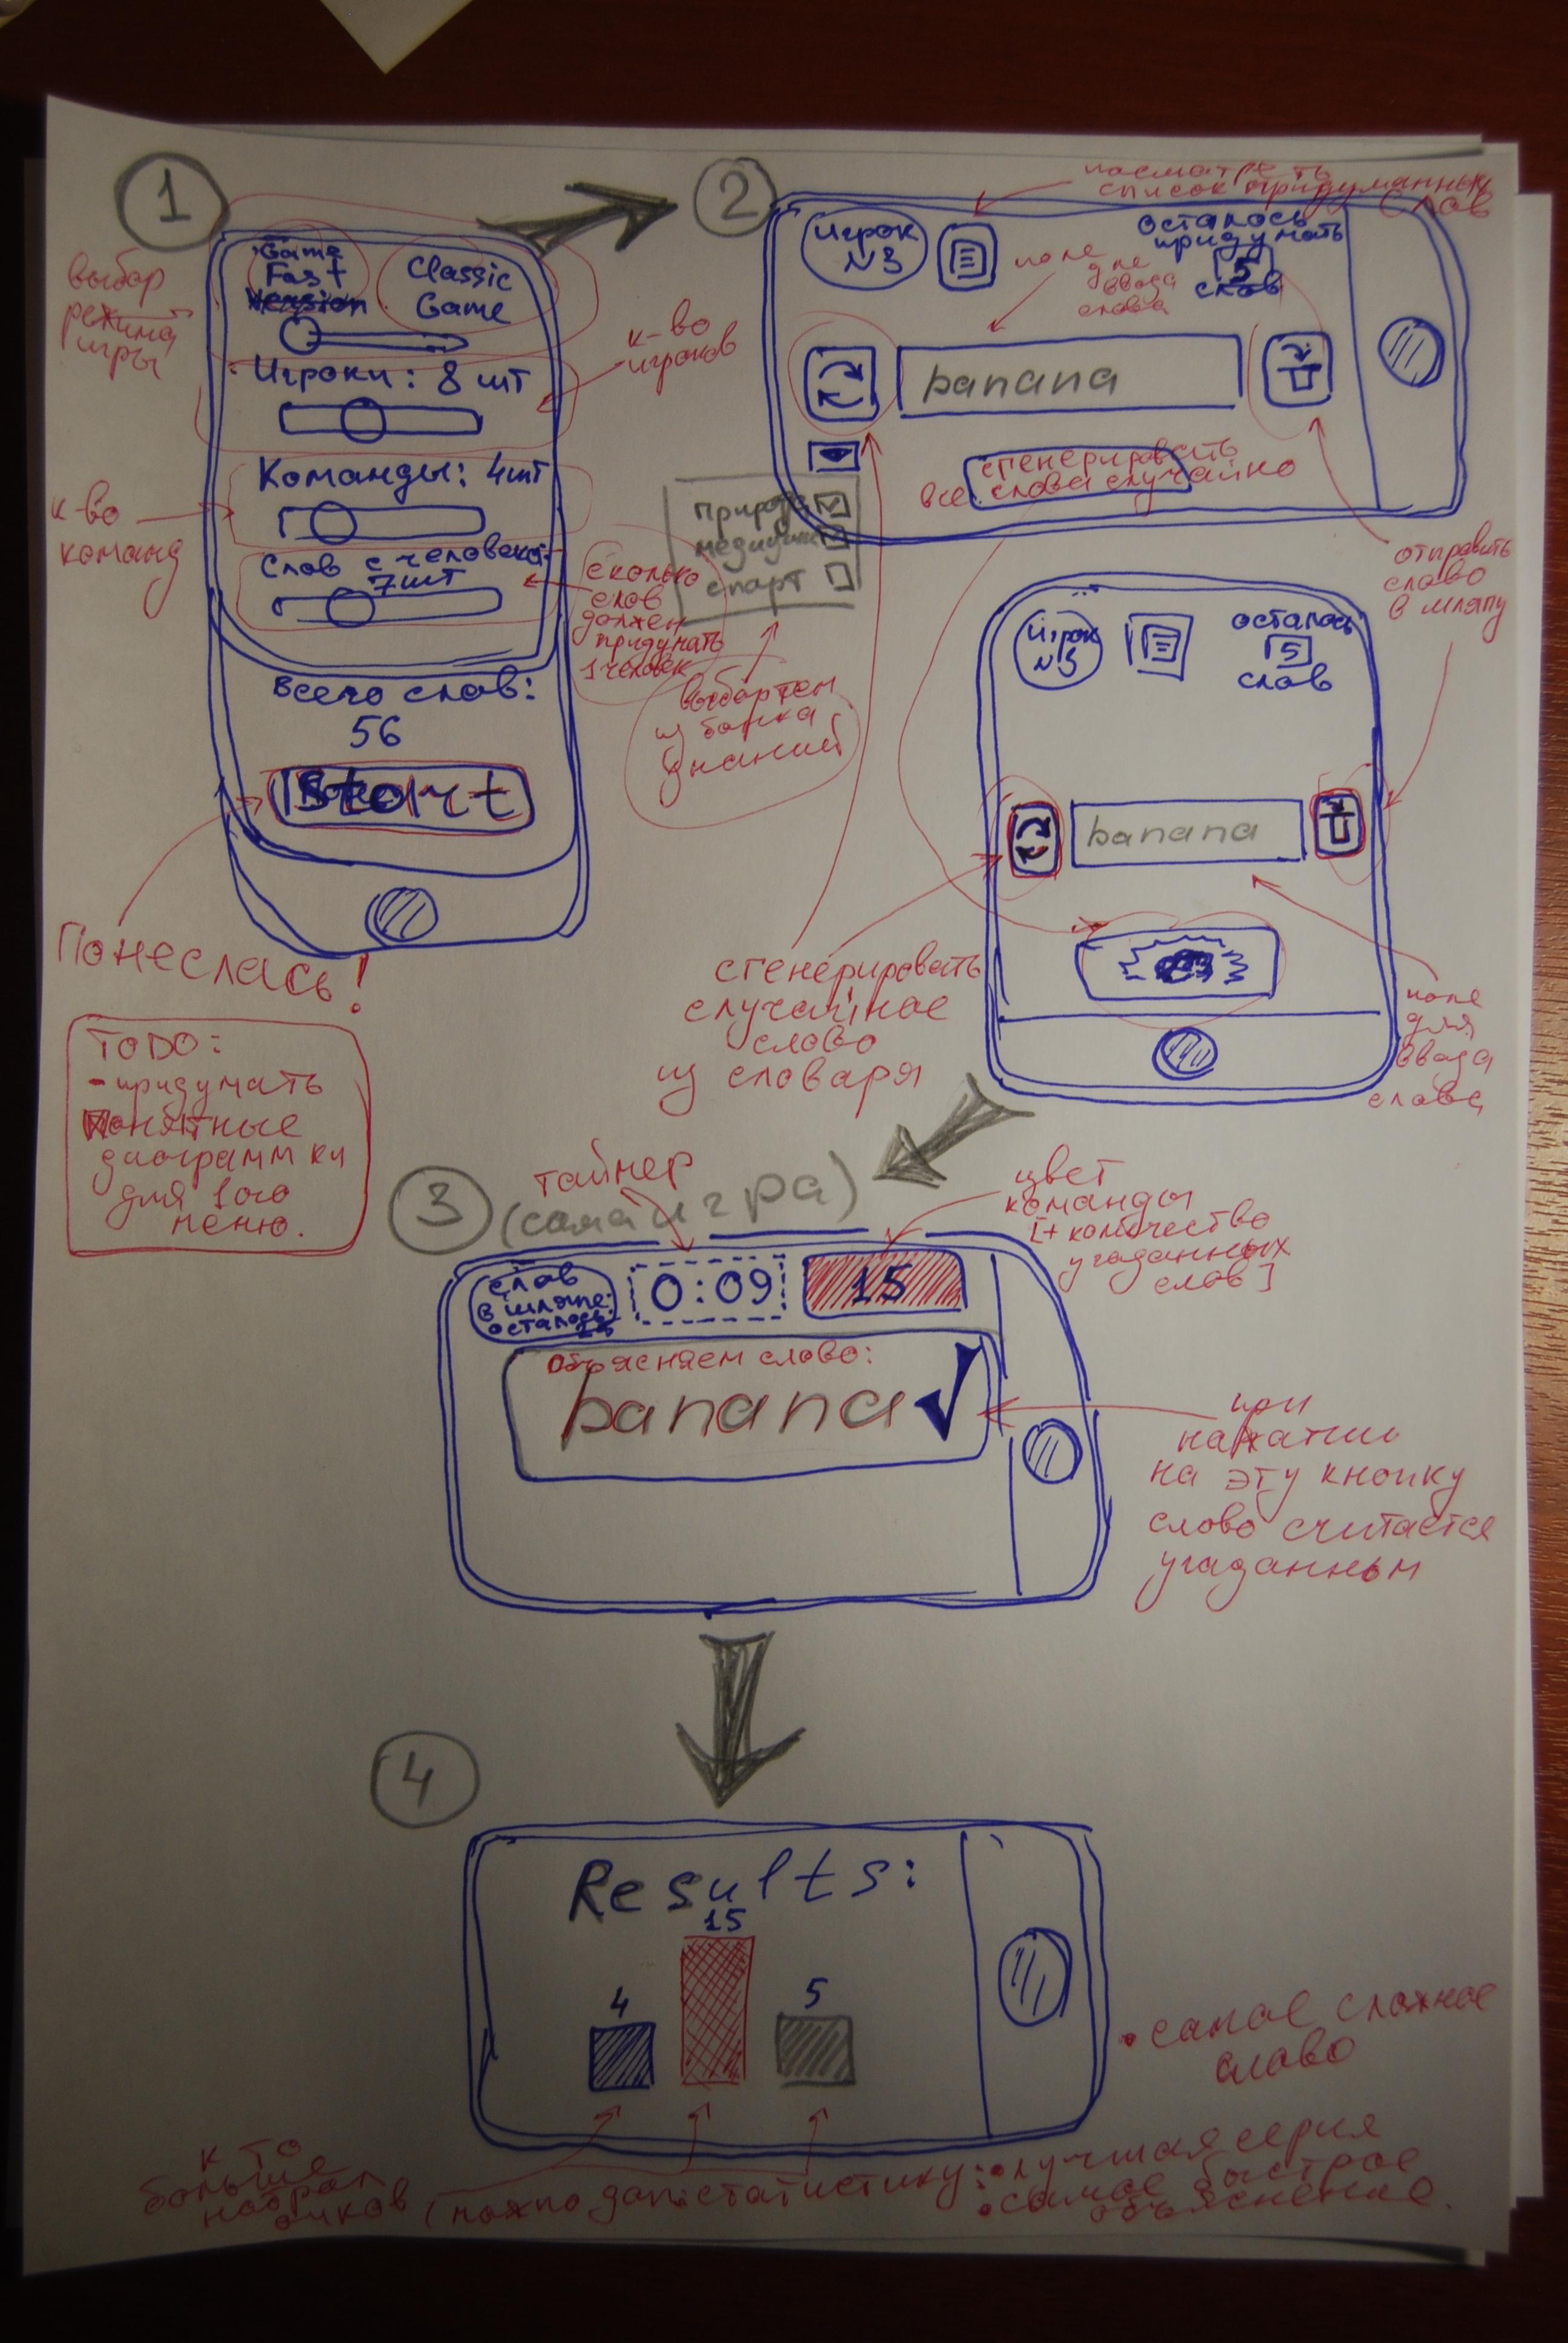 1
Game
Fast
Version
Classic
Game
выбор
режима
игры
Игроки: 8 шт
к-во
игроков
Команды: 4шт
к-во
команд
Слов с человека:
7шт
сколько
слов
должен
придумать
1 человек
Всего слов:
56
Start
Понеслась!
TODO:
- придумать
понятные
диаграммки
для 1ого
меню.
2
посмотреть
список придуманных
слов
Игрок
№3
осталось
придумать
5
слов
поле
для
ввода
слова
banana
сгенерировать
все слова случайно
природа
медицина
спорт
выбор тем
из банка
знаний
отправить
слово
в шляпу
Игрок
№3
осталось
5
слов
banana
сгенерировать
случайное
слово
из словаря
поле
для
ввода
слова
3
(сама игра)
таймер
цвет
команды
[+ количество
угаданных
слов]
слов
в шляпе
осталось:
0:09
15
Объясняем слово:
banana
при
нажатии
на эту кнопку
слово считается
угаданным
4
Results:
15
4
5
• самое сложное
слово
кто
больше
набрал
очков
(можно доп. статистику:
• лучшая серия
• самое быстрое
объяснение.